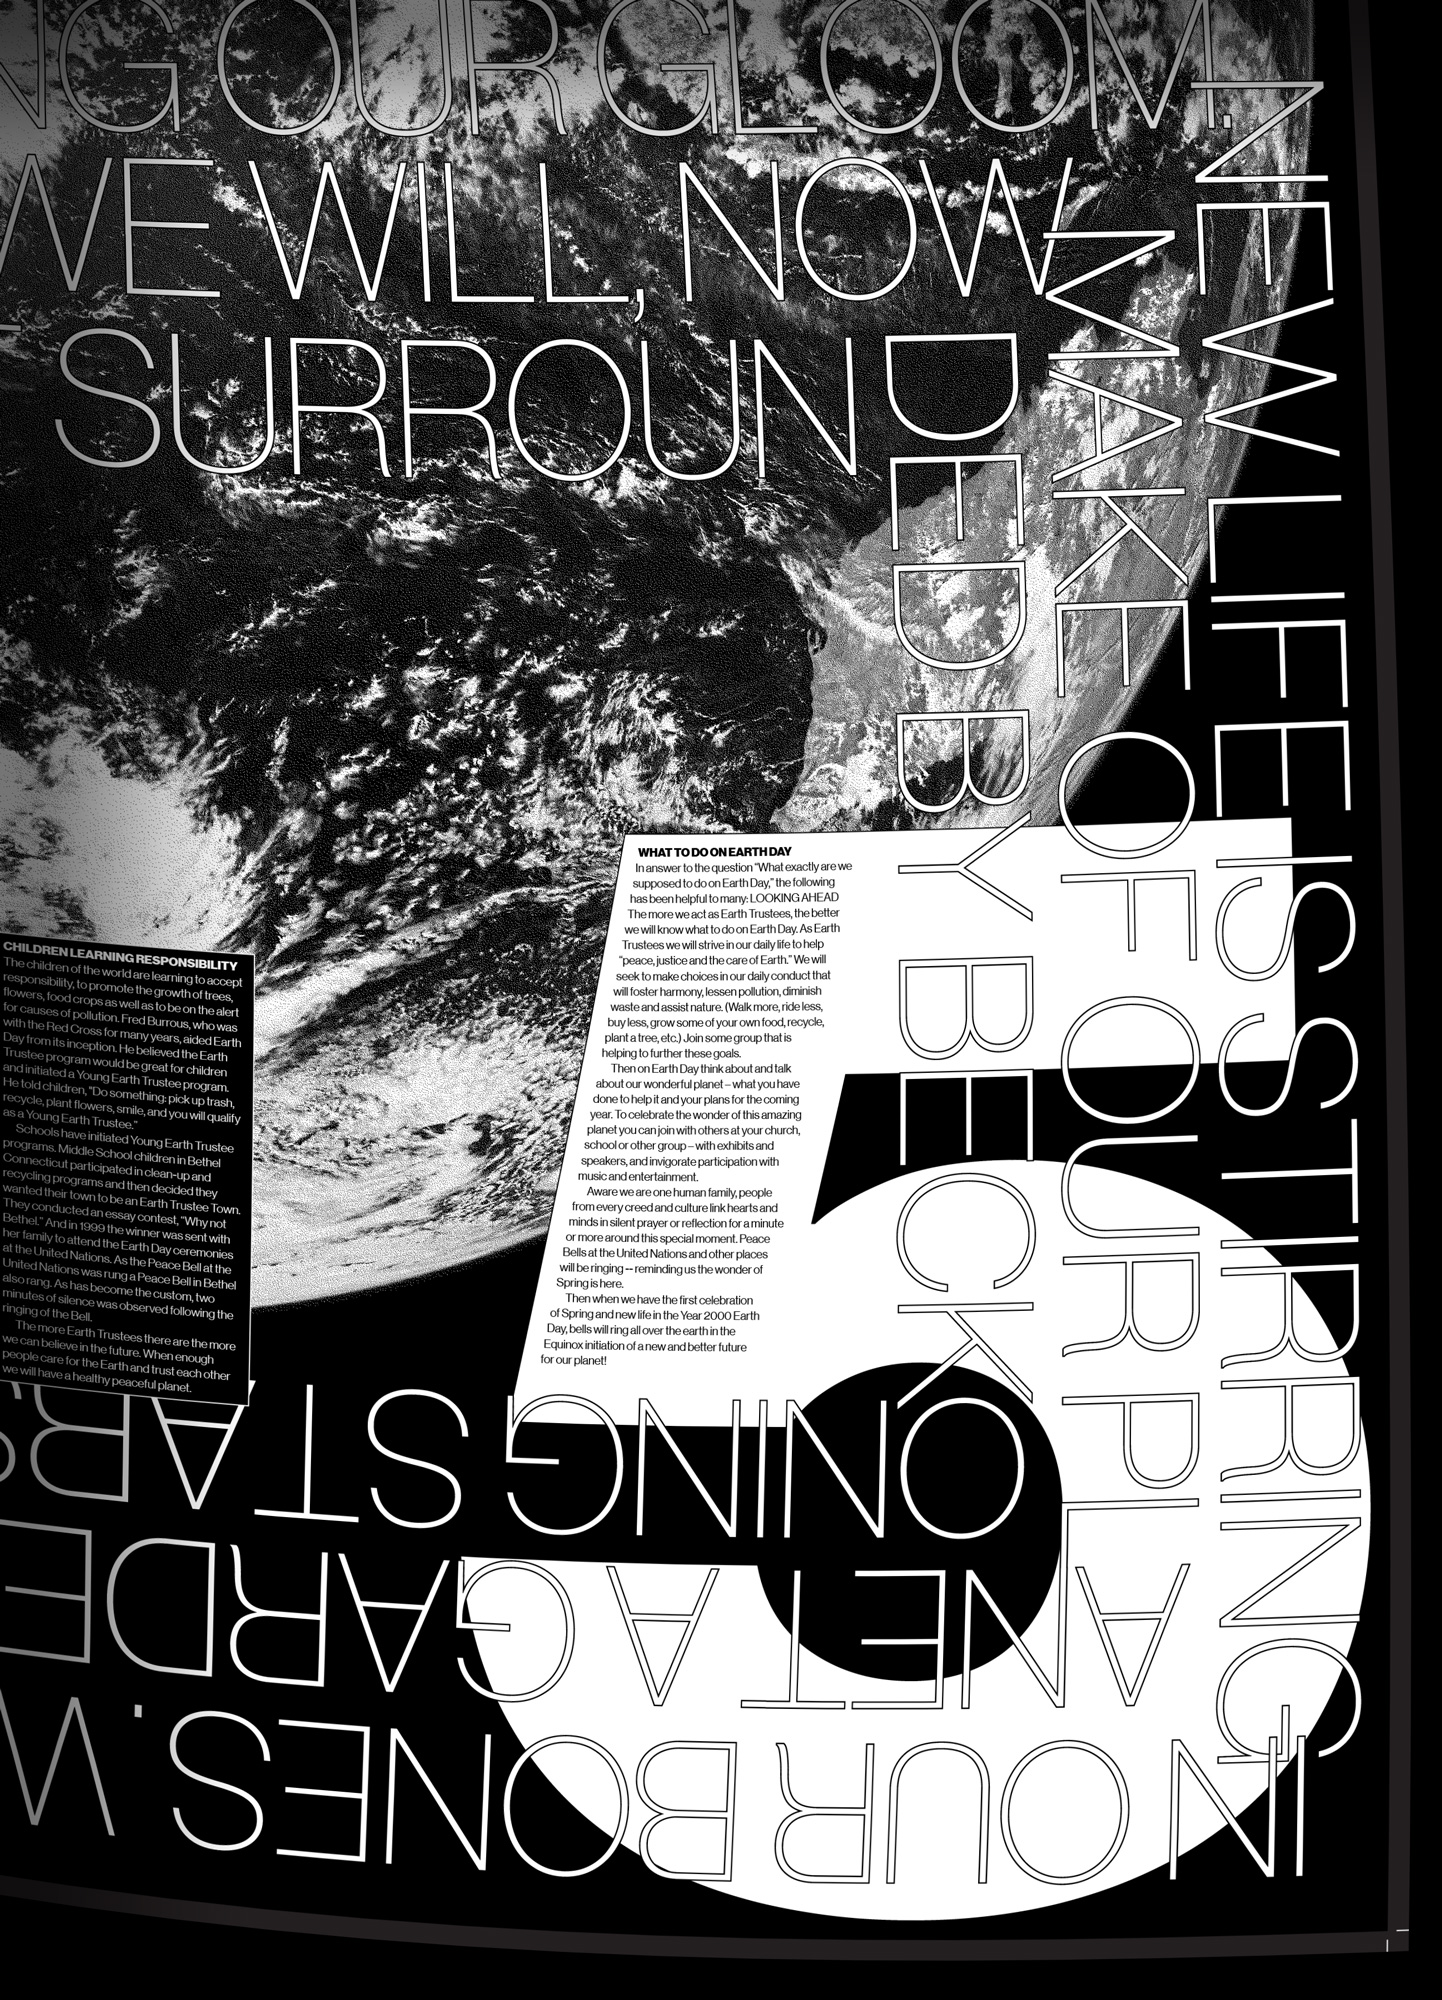 NG OUR GLOOM.
WE WILL, NOW
SURROUN
DED BY BECK
ONING STARS
MAKE OF OUR PL
ANET A GARDE
NEW LIFE IS STIRRING
IN OUR BONES. W
WHAT TO DO ON EARTH DAY
In answer to the question "What exactly are we
supposed to do on Earth Day," the following
has been helpful to many: LOOKING AHEAD
The more we act as Earth Trustees, the better
we will know what to do on Earth Day. As Earth
Trustees we will strive in our daily life to help
"peace, justice and the care of Earth." We will
seek to make choices in our daily conduct that
will foster harmony, lessen pollution, diminish
waste and assist nature. (Walk more, ride less,
buy less, grow some of your own food, recycle,
plant a tree, etc.) Join some group that is
helping to further these goals.
Then on Earth Day think about and talk
about our wonderful planet – what you have
done to help it and your plans for the coming
year. To celebrate the wonder of this amazing
planet you can join with others at your church,
school or other group – with exhibits and
speakers, and invigorate participation with
music and entertainment.
Aware we are one human family, people
from every creed and culture link hearts and
minds in silent prayer or reflection for a minute
or more around this special moment. Peace
Bells at the United Nations and other places
will be ringing -- reminding us the wonder of
Spring is here.
Then when we have the first celebration
of Spring and new life in the Year 2000 Earth
Day, bells will ring all over the earth in the
Equinox initiation of a new and better future
for our planet!
CHILDREN LEARNING RESPONSIBILITY
The children of the world are learning to accept
responsibility, to promote the growth of trees,
flowers, food crops as well as to be on the alert
for causes of pollution. Fred Burrous, who was
with the Red Cross for many years, aided Earth
Day from its inception. He believed the Earth
Trustee program would be great for children
and initiated a Young Earth Trustee program.
He told children, "Do something: pick up trash,
recycle, plant flowers, smile, and you will qualify
as a Young Earth Trustee."
Schools have initiated Young Earth Trustee
programs. Middle School children in Bethel
Connecticut participated in clean-up and
recycling programs and then decided they
wanted their town to be an Earth Trustee Town.
They conducted an essay contest, "Why not
Bethel." And in 1999 the winner was sent with
her family to attend the Earth Day ceremonies
at the United Nations. As the Peace Bell at the
United Nations was rung a Peace Bell in Bethel
also rang. As has become the custom, two
minutes of silence was observed following the
ringing of the Bell.
The more Earth Trustees there are the more
we can believe in the future. When enough
people care for the Earth and trust each other
we will have a healthy peaceful planet.
5